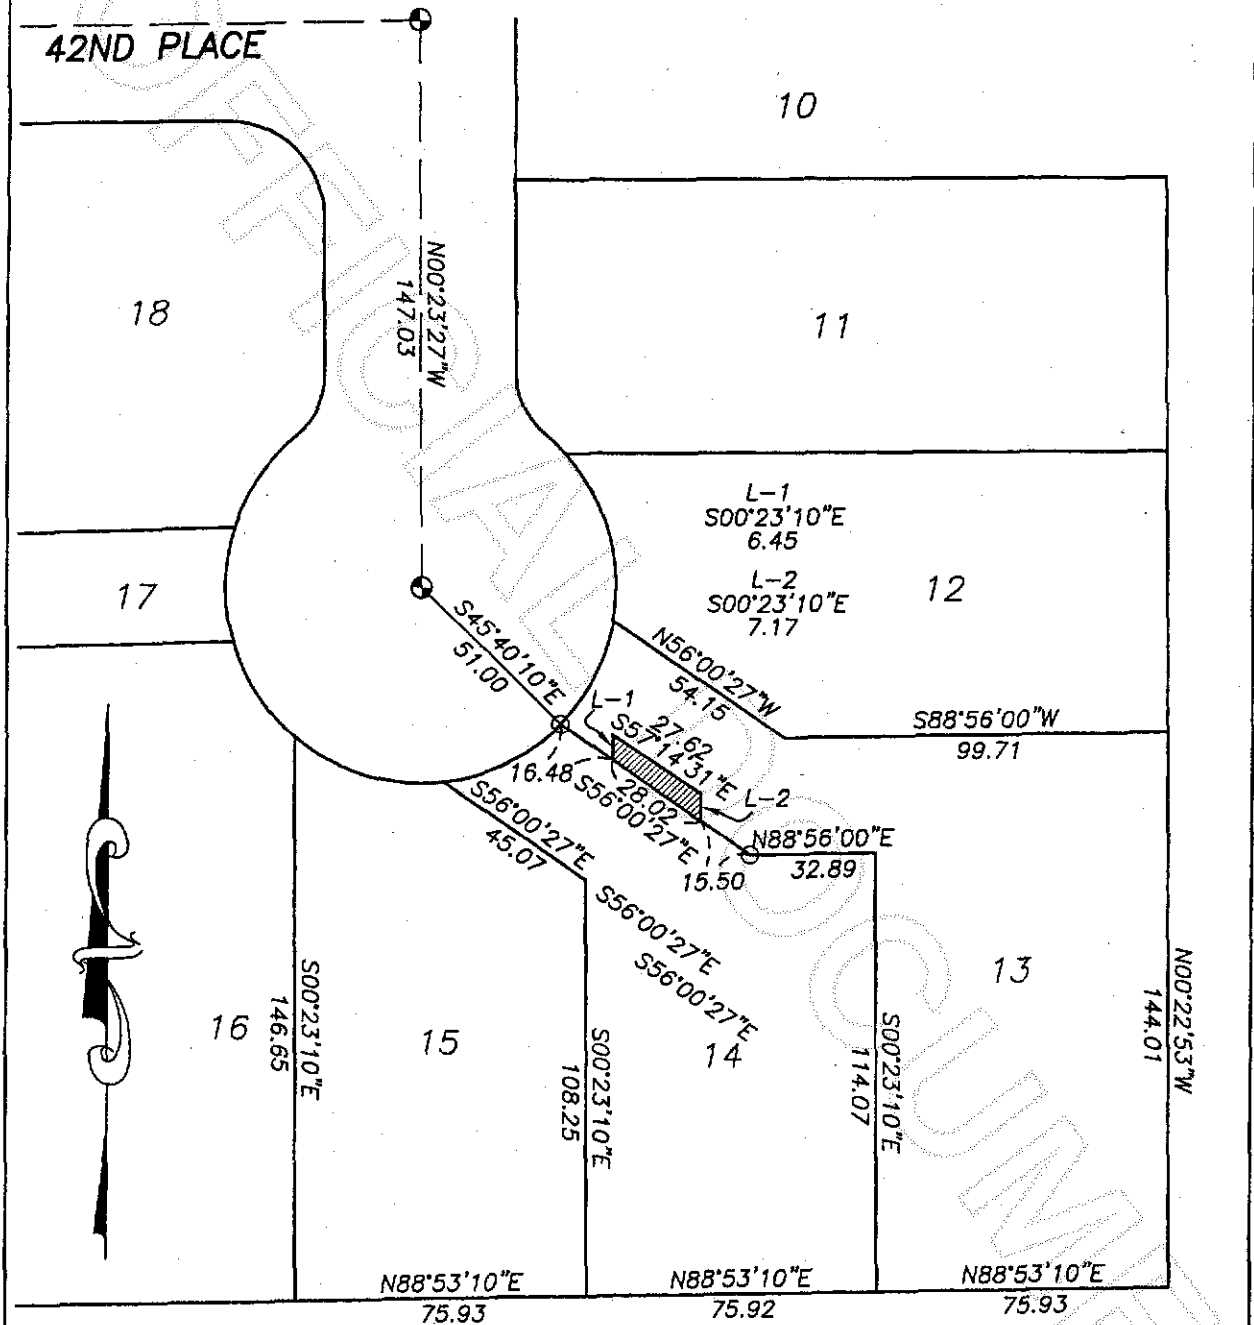 42ND PLACE
10
N00°23'27"W
147.03
18
11
L-1
S00°23'10"E
6.45
L-2
S00°23'10"E
7.17
12
17
S45°40'10"E
51.00
N56°00'27"W
54.15
S88°56'00"W
99.71
L-1
27.62
S57°14'31"E
16.48
28.02
S56°00'27"E
L-2
15.50
N88°56'00"E
32.89
S56°00'27"E
45.07
S56°00'27"E
S56°00'27"E
13
N00°22'53"W
144.01
16
S00°23'10"E
146.65
15
S00°23'10"E
108.25
14
S00°23'10"E
114.07
N88°53'10"E
75.93
N88°53'10"E
75.92
N88°53'10"E
75.93